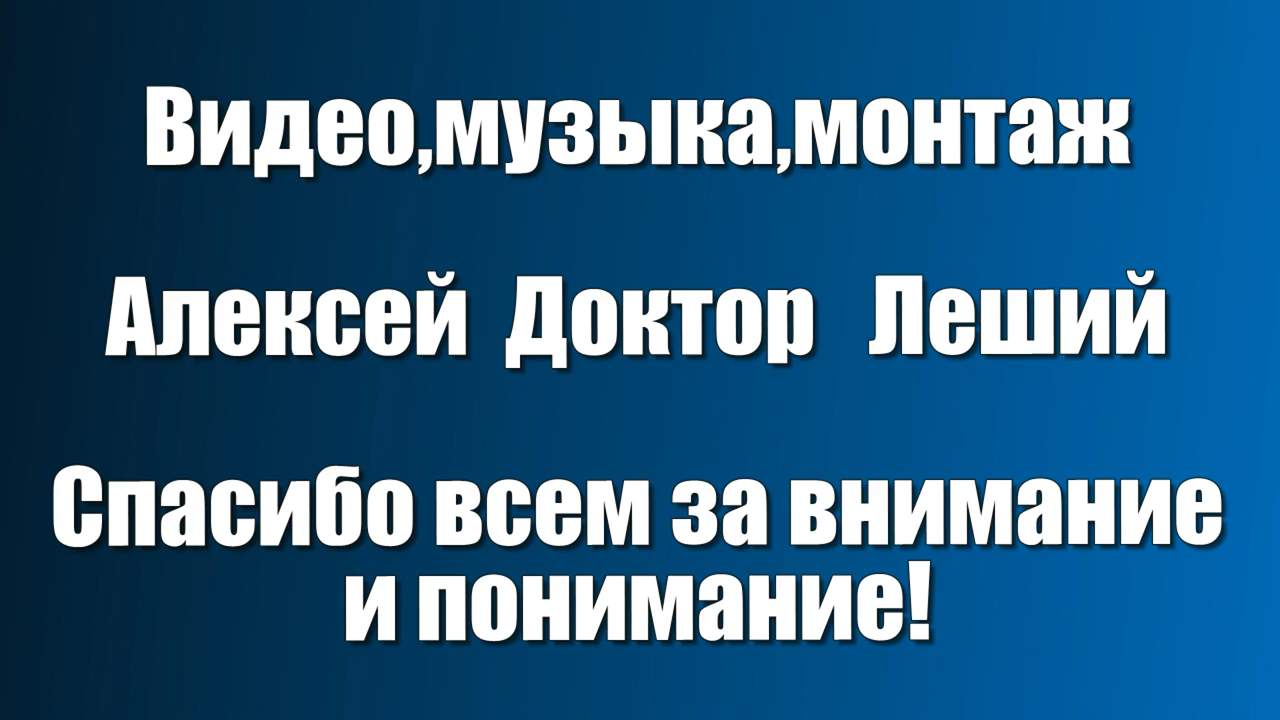 Видео,музыка,монтаж
Алексей Доктор Леший
Спасибо всем за внимание
и понимание!